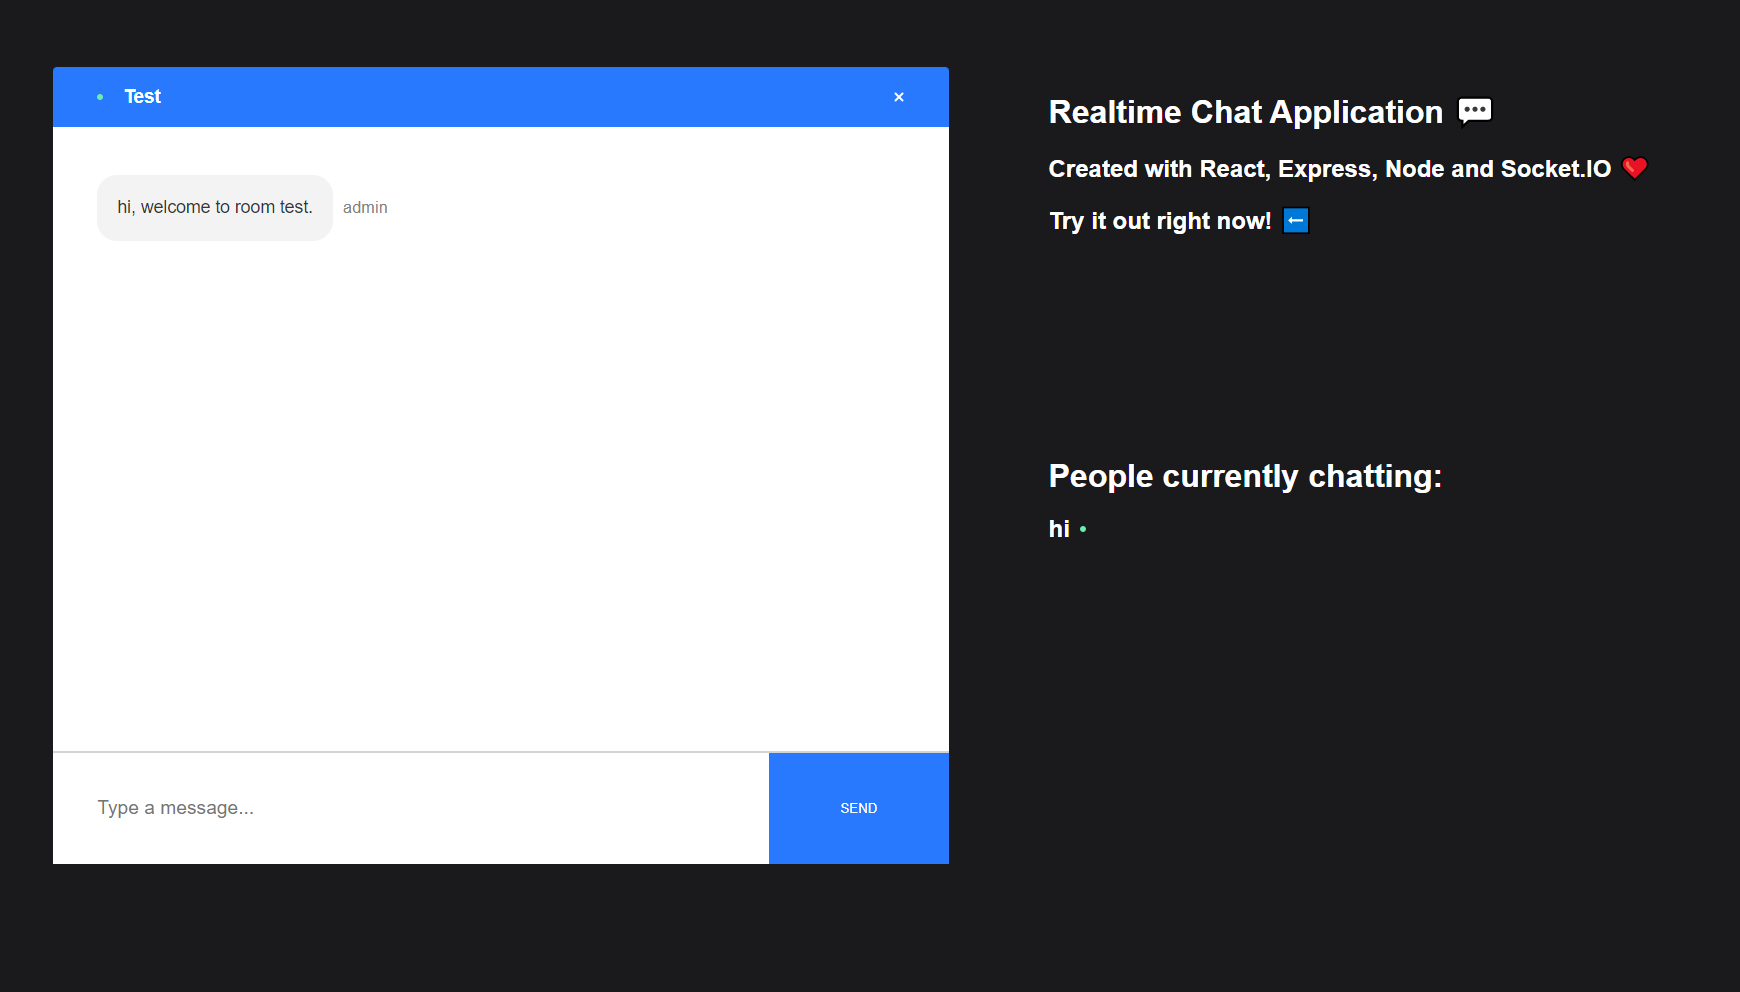 Test
×
hi, welcome to room test.
admin
Type a message...
SEND
Realtime Chat Application 💬
Created with React, Express, Node and Socket.IO ❤️
Try it out right now! ⬅️
People currently chatting:
hi